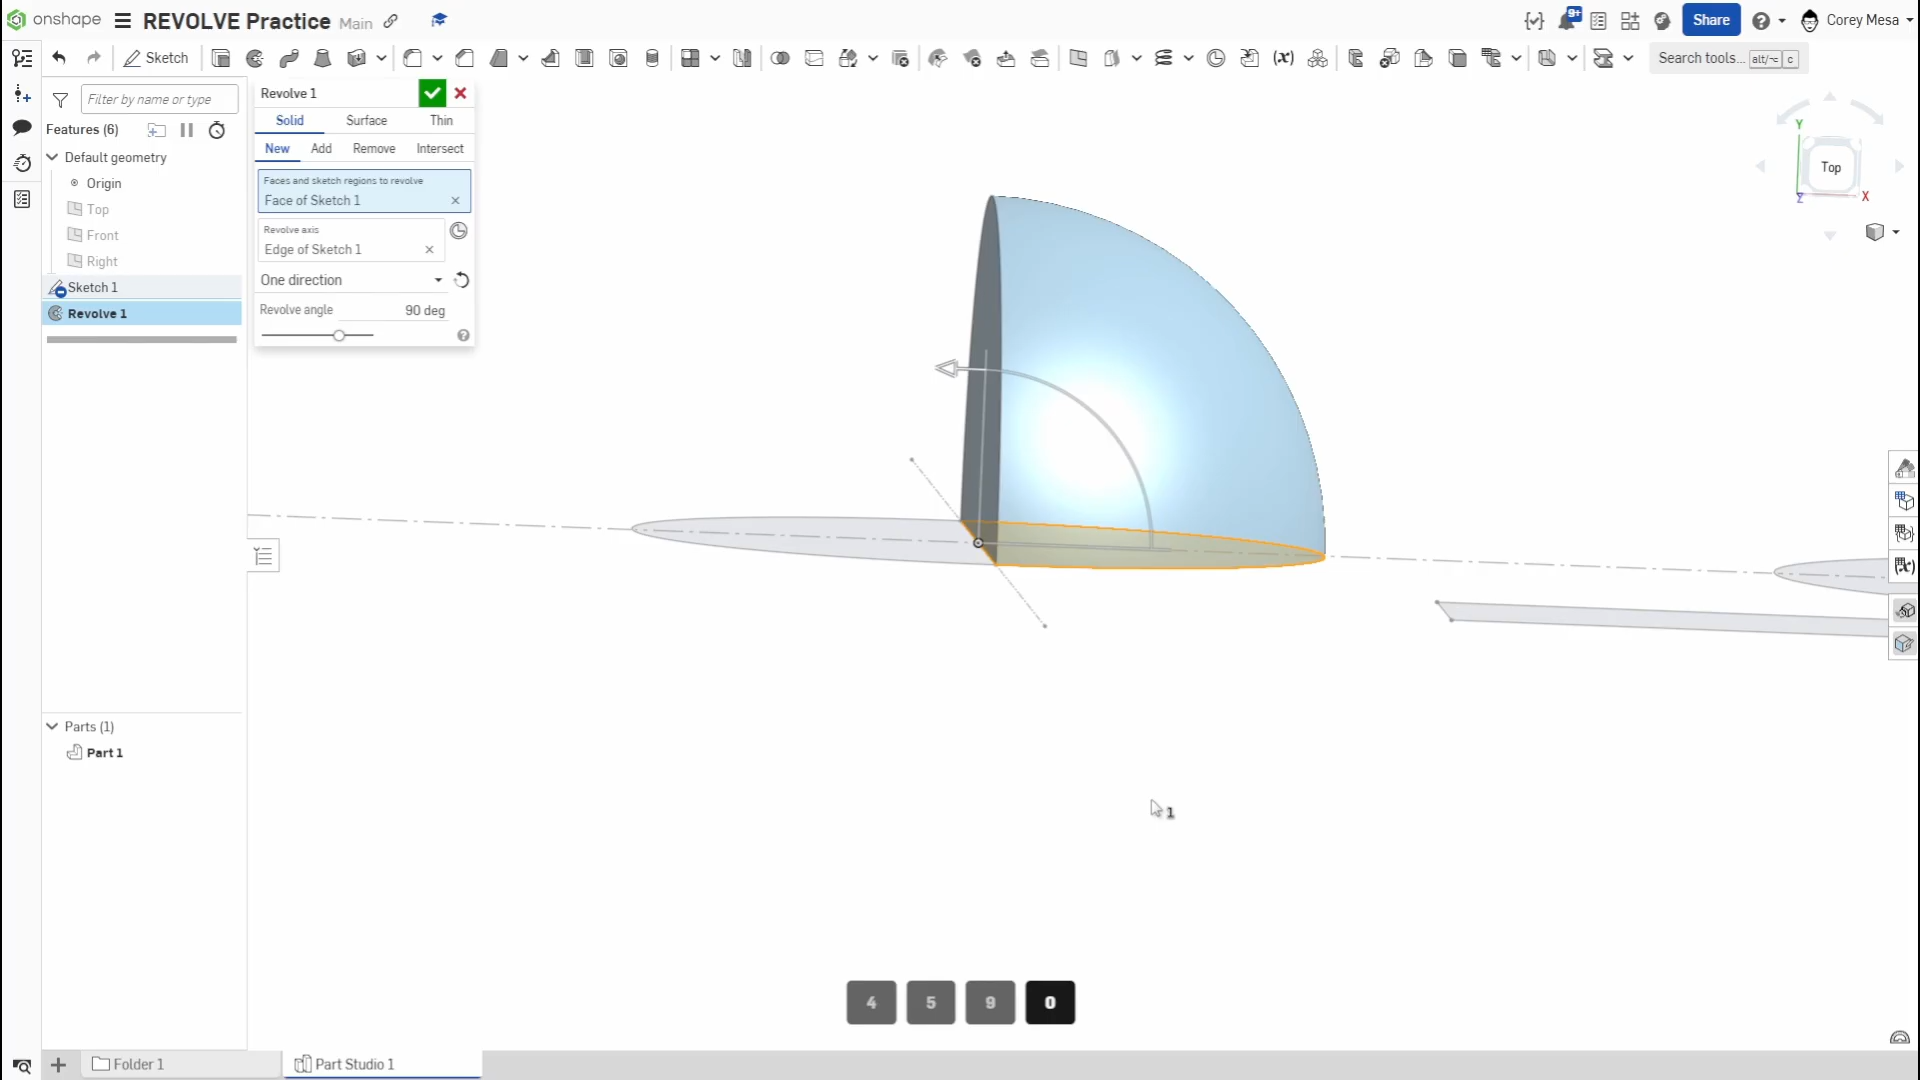 onshape REVOLVE Practice Main 9+ Share Corey Mesa
Sketch Search tools... alt/⌥ c
Filter by name or type
Features (6)
Default geometry
Origin
Top
Front
Right
Sketch 1
Revolve 1
Revolve 1
Solid Surface Thin
New Add Remove Intersect
Faces and sketch regions to revolve
Face of Sketch 1
Revolve axis
Edge of Sketch 1
One direction
Revolve angle 90 deg
Y
Top
Z
X
(x)
1
Parts (1)
Part 1
4 5 9 0
Folder 1 Part Studio 1